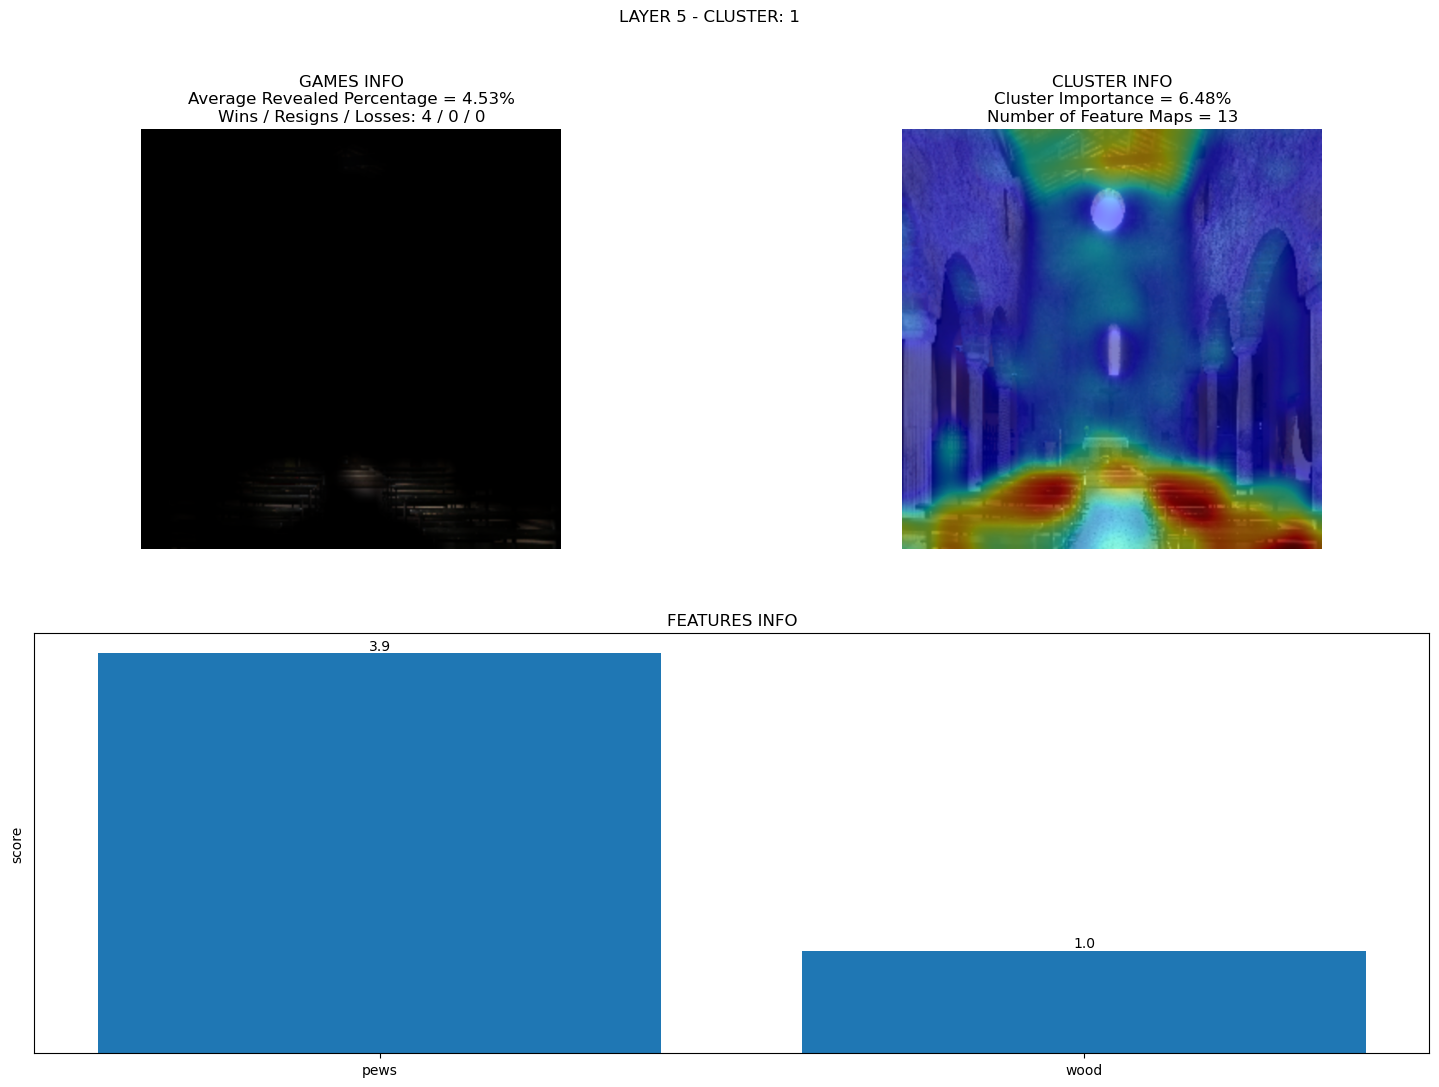 LAYER 5 - CLUSTER: 1
GAMES INFO
Average Revealed Percentage = 4.53%
Wins / Resigns / Losses: 4 / 0 / 0
CLUSTER INFO
Cluster Importance = 6.48%
Number of Feature Maps = 13
FEATURES INFO
score
3.9
1.0
pews
wood